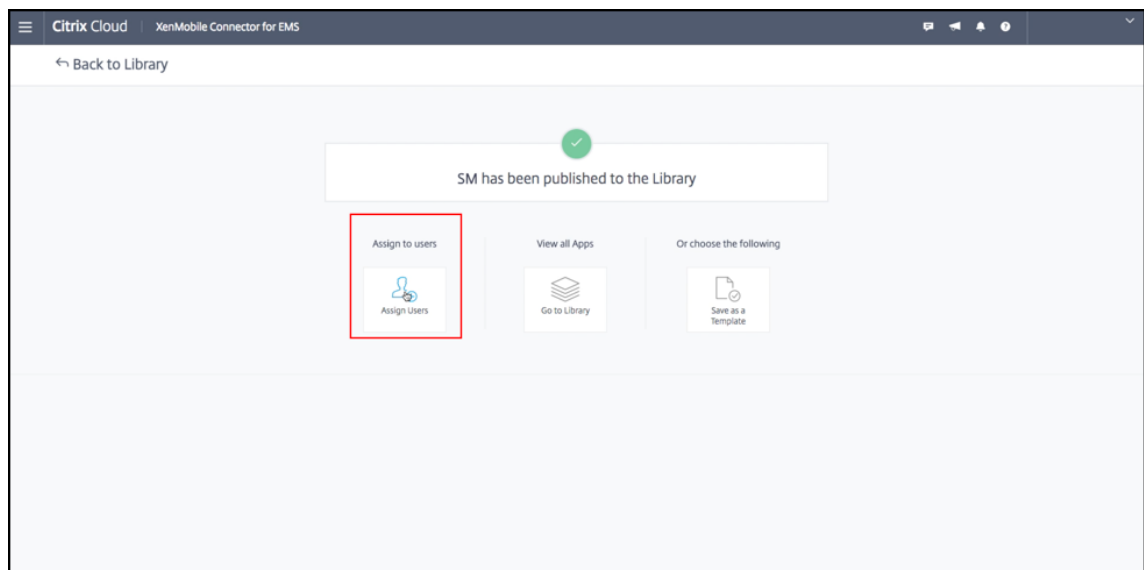 Citrix Cloud XenMobile Connector for EMS
Back to Library
SM has been published to the Library
Assign to users View all Apps Or choose the following
Assign Users Go to Library Save as a
Template